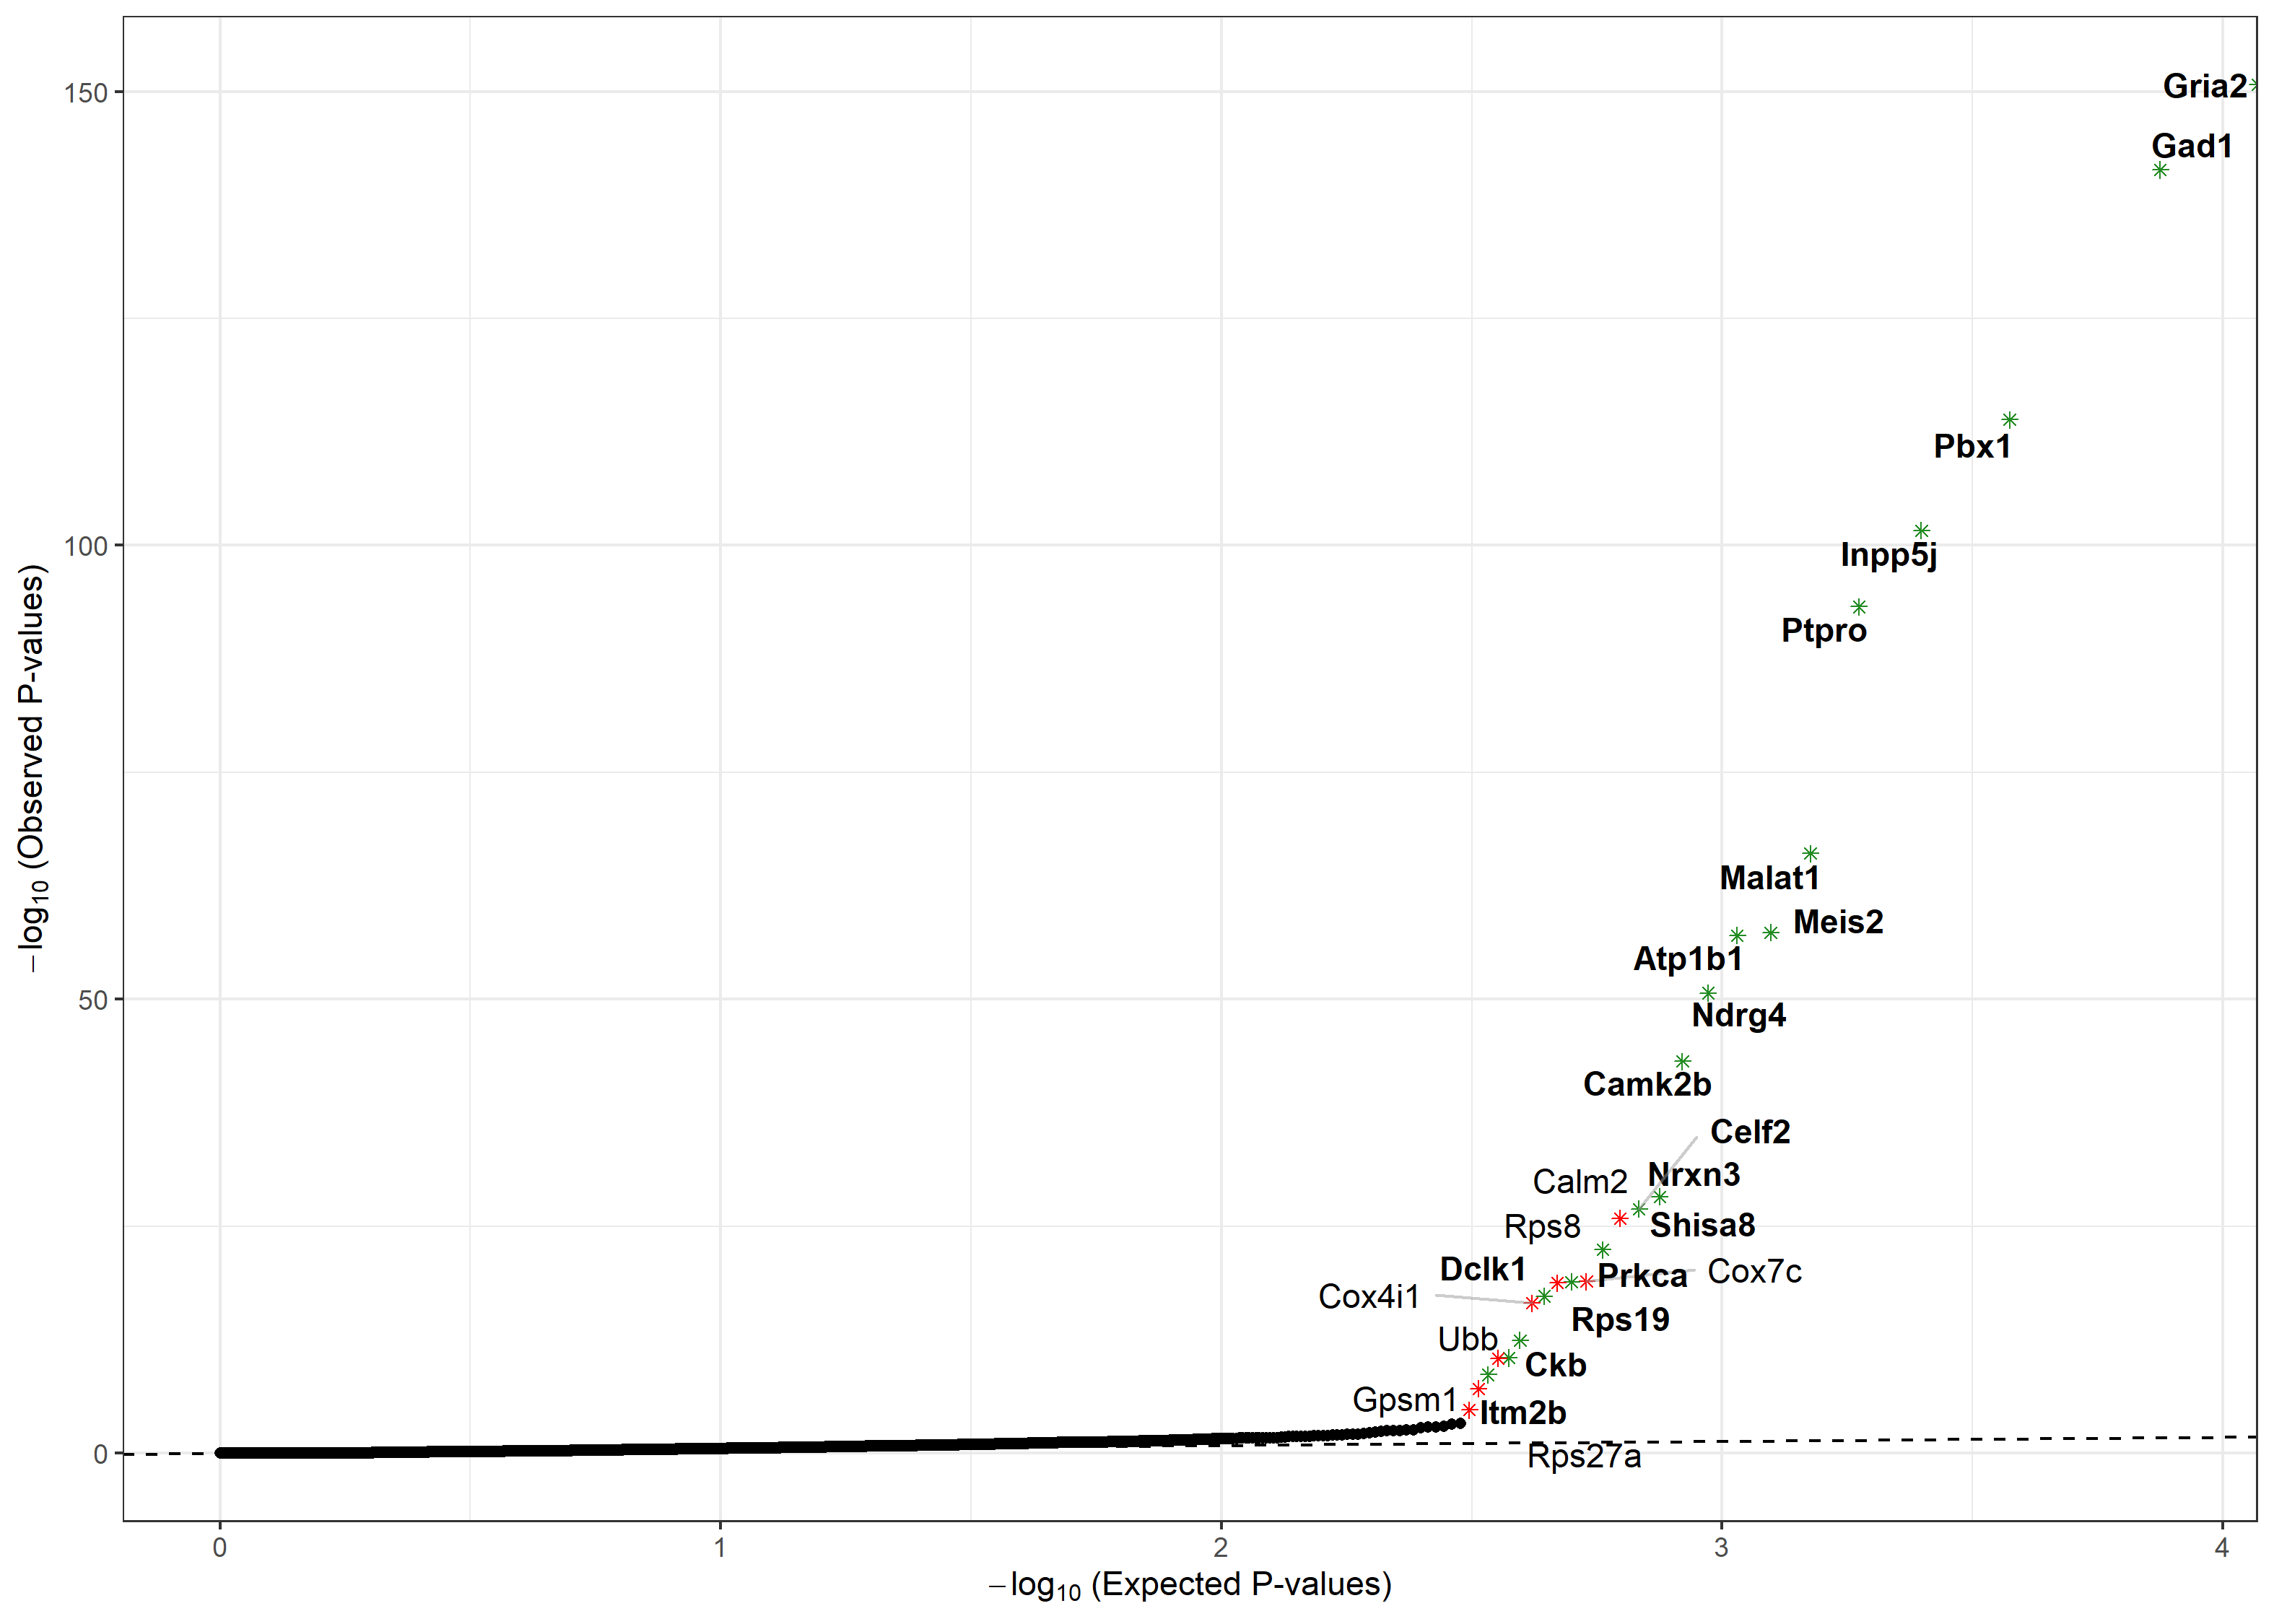 150
Gria2
Gad1
Pbx1
100
Inpp5j
Ptpro
Malat1
Meis2
Atp1b1
50
Ndrg4
Camk2b
Celf2
Nrxn3
Calm2
Rps8
Shisa8
Dclk1
Prkca
Cox7c
Cox4i1
Rps19
Ubb
Ckb
Gpsm1
Itm2b
0
Rps27a
0 1 2 3 4
−log10 (Expected P-values)
−log10 (Observed P-values)